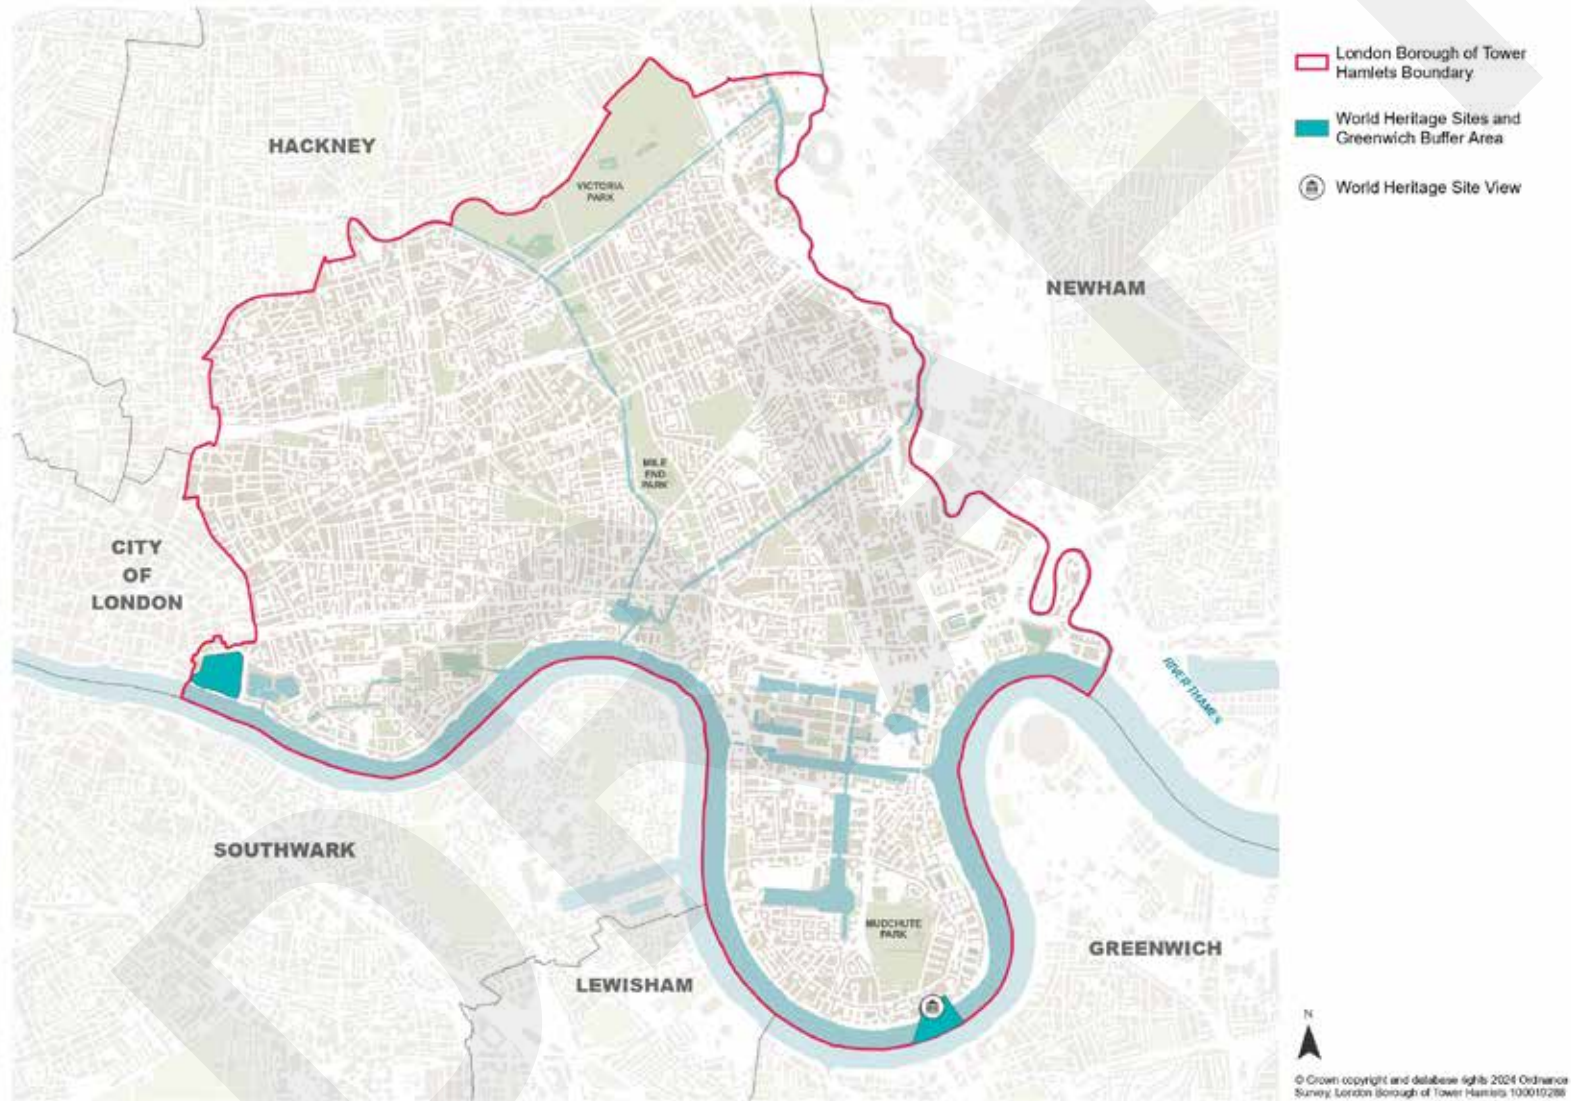 HACKNEY
VICTORIA
PARK
NEWHAM
MILE
END
PARK
CITY
OF
LONDON
RIVER THAMES
SOUTHWARK
MUDCHUTE
PARK
GREENWICH
LEWISHAM
London Borough of Tower
Hamlets Boundary
World Heritage Sites and
Greenwich Buffer Area
World Heritage Site View
N
© Crown copyright and database rights 2024 Ordnance
Survey, London Borough of Tower Hamlets 100019288
DRAFT